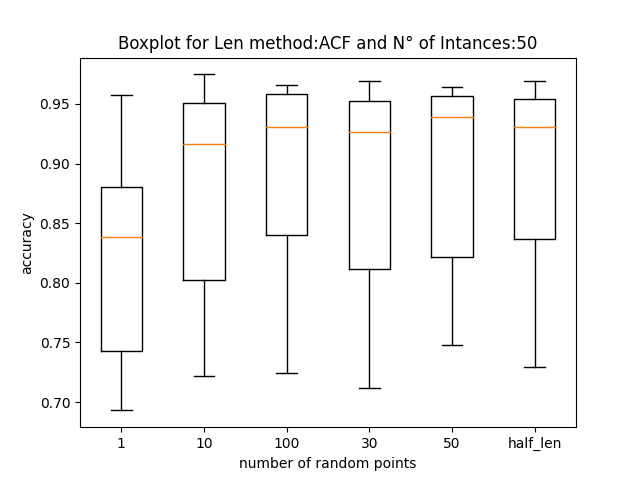 Boxplot for Len method:ACF and N° of Intances:50
0.95
0.90
0.85
0.80
0.75
0.70
accuracy
1 10 100 30 50 half_len
number of random points